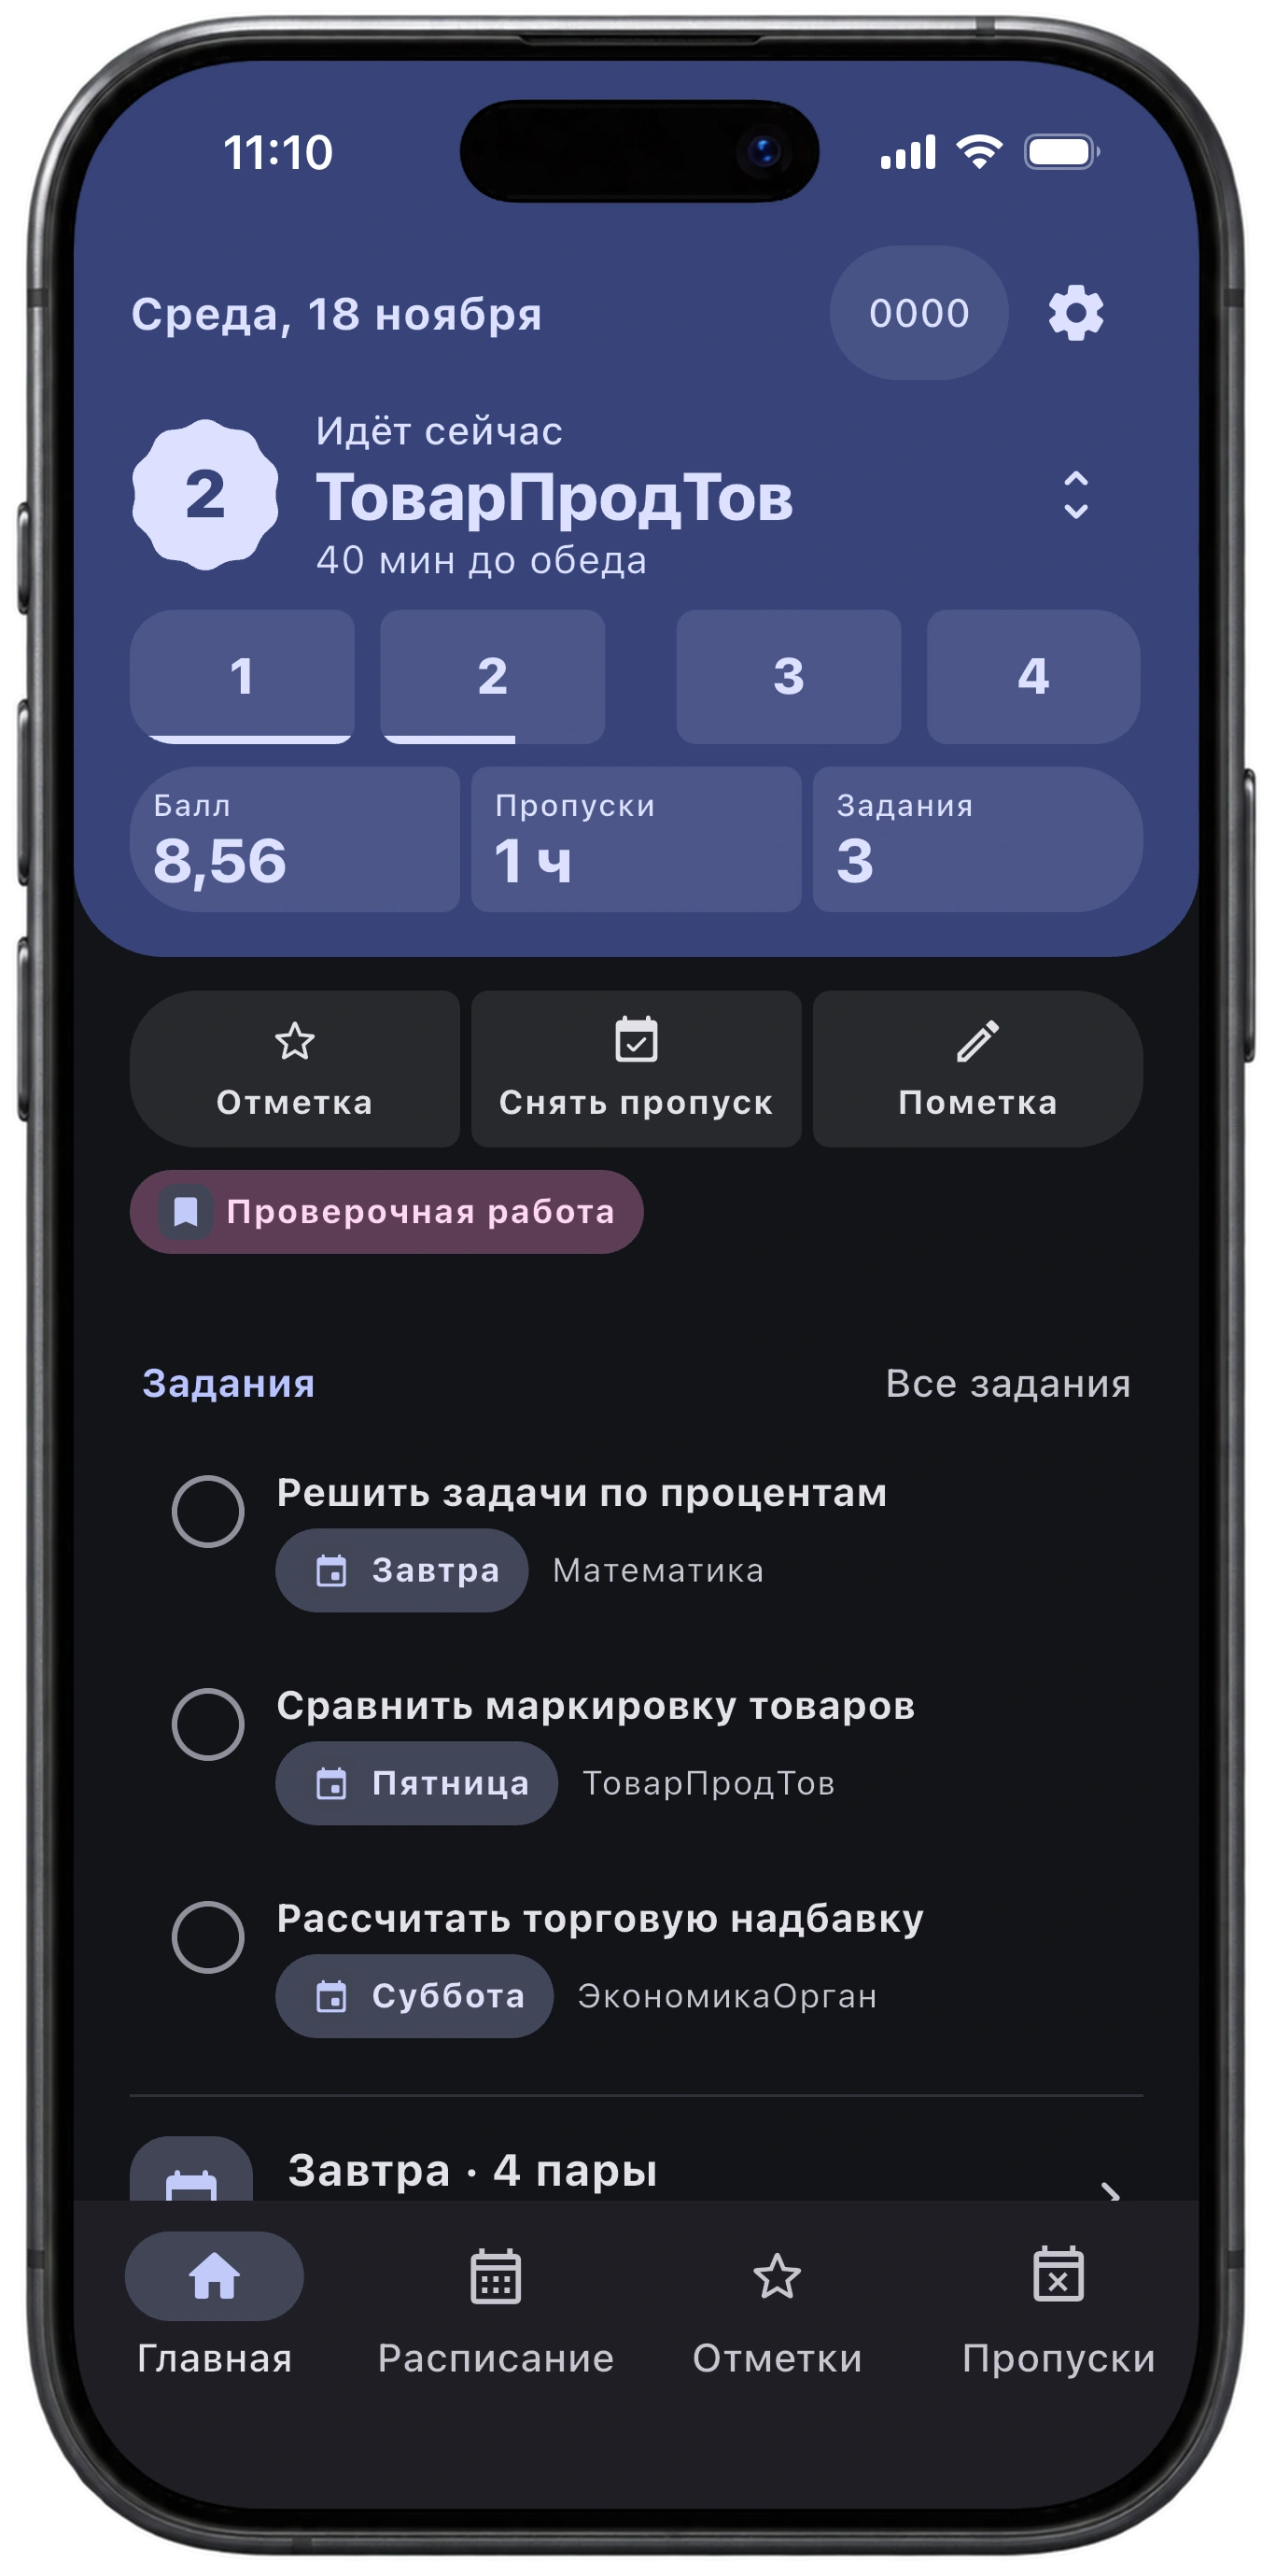 11:10
Среда, 18 ноября
0000
Идёт сейчас
2
ТоварПродТов
40 мин до обеда
1 2 3 4
Балл Пропуски Задания
8,56 1 ч 3
Отметка Снять пропуск Пометка
Проверочная работа
Задания Все задания
Решить задачи по процентам
Завтра Математика
Сравнить маркировку товаров
Пятница ТоварПродТов
Рассчитать торговую надбавку
Суббота ЭкономикаОрган
Завтра · 4 пары
Главная Расписание Отметки Пропуски